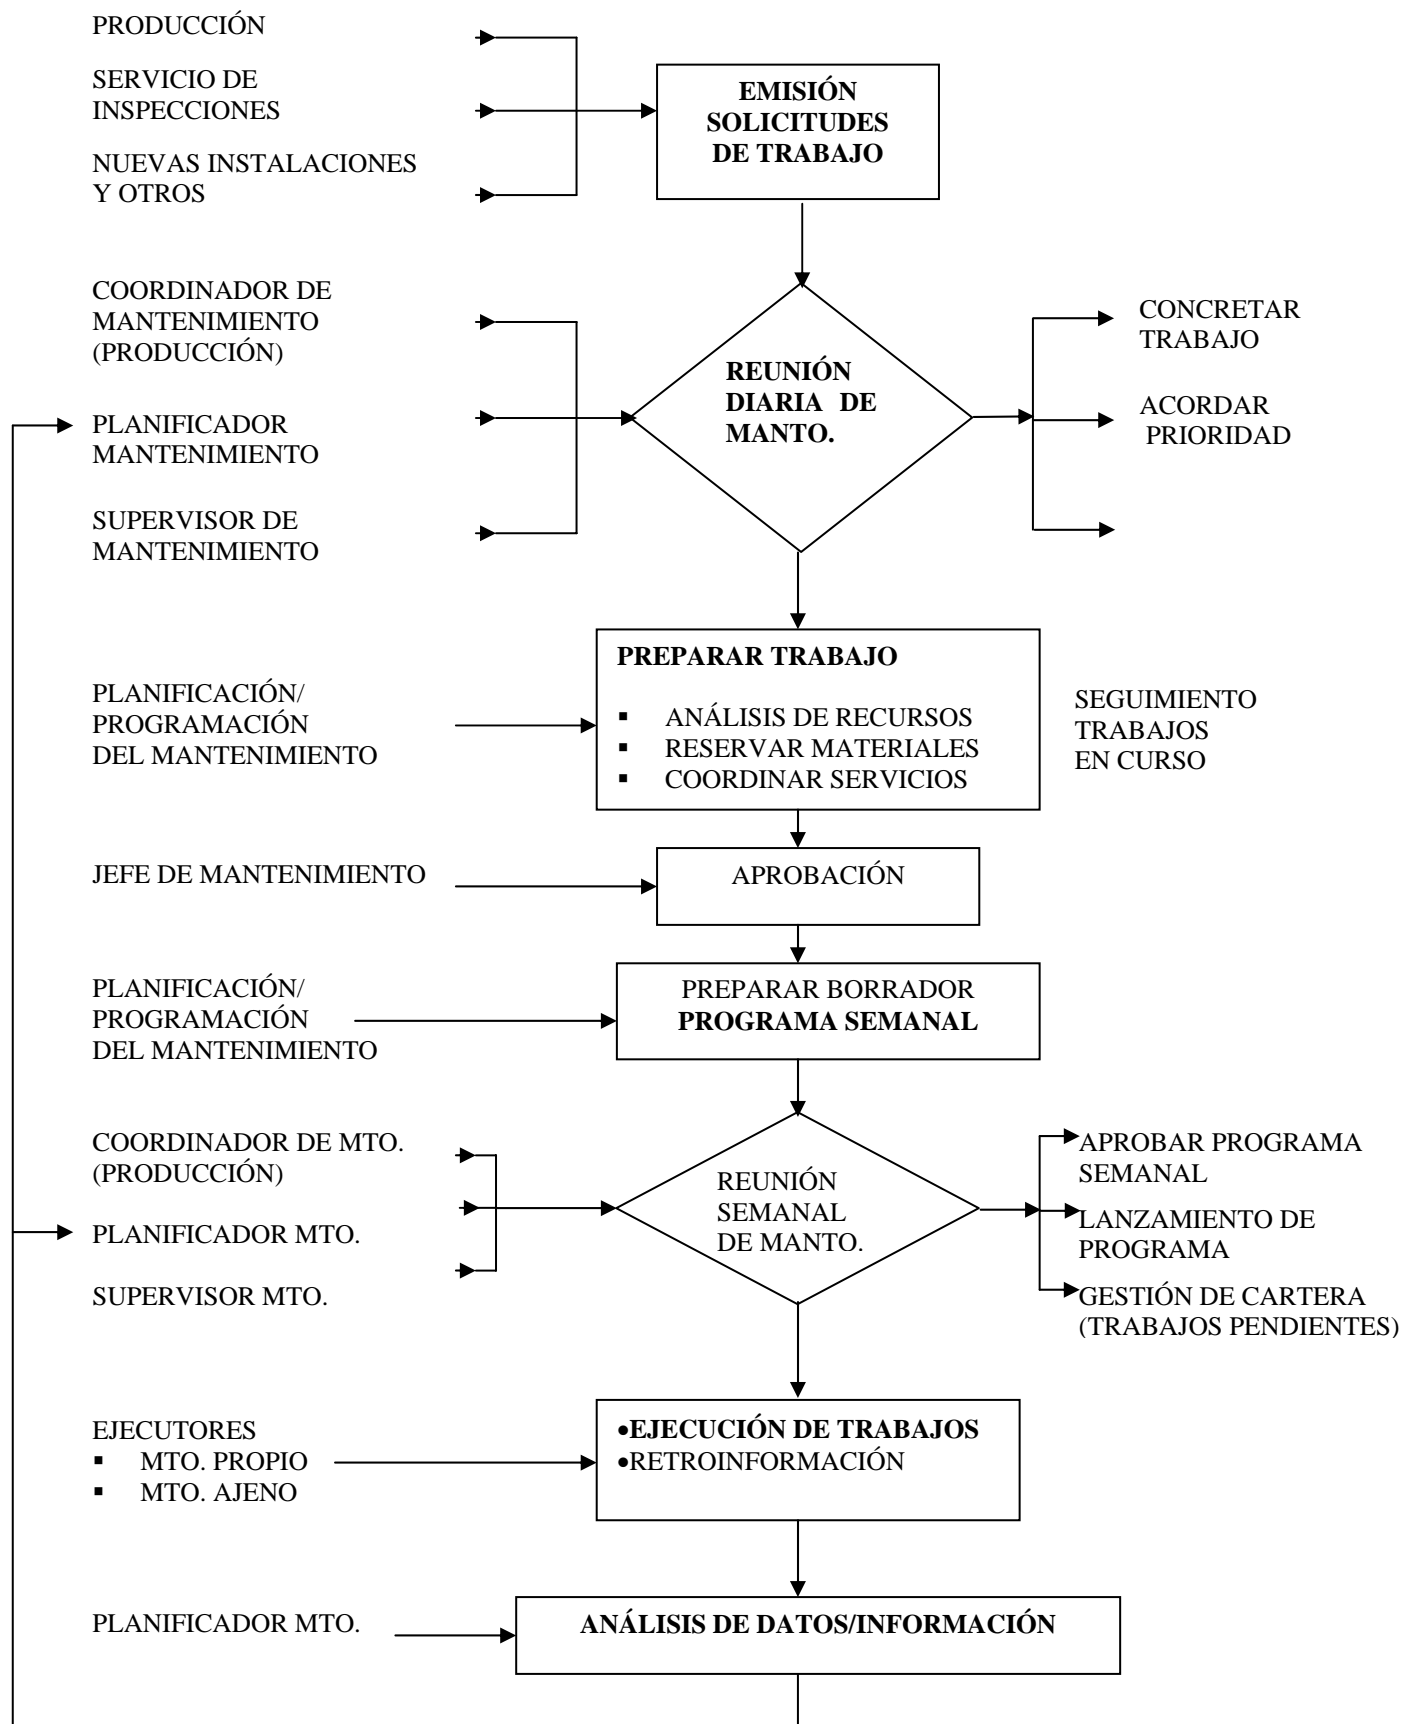 PRODUCCIÓN
SERVICIO DE
INSPECCIONES
NUEVAS INSTALACIONES
Y OTROS
EMISIÓN
SOLICITUDES
DE TRABAJO
COORDINADOR DE
MANTENIMIENTO
(PRODUCCIÓN)
PLANIFICADOR
MANTENIMIENTO
SUPERVISOR DE
MANTENIMIENTO
REUNIÓN
DIARIA DE
MANTO.
CONCRETAR
TRABAJO
ACORDAR
PRIORIDAD
PLANIFICACIÓN/
PROGRAMACIÓN
DEL MANTENIMIENTO
PREPARAR TRABAJO
▪ ANÁLISIS DE RECURSOS
▪ RESERVAR MATERIALES
▪ COORDINAR SERVICIOS
SEGUIMIENTO
TRABAJOS
EN CURSO
JEFE DE MANTENIMIENTO
APROBACIÓN
PLANIFICACIÓN/
PROGRAMACIÓN
DEL MANTENIMIENTO
PREPARAR BORRADOR
PROGRAMA SEMANAL
COORDINADOR DE MTO.
(PRODUCCIÓN)
PLANIFICADOR MTO.
SUPERVISOR MTO.
REUNIÓN
SEMANAL
DE MANTO.
APROBAR PROGRAMA
SEMANAL
LANZAMIENTO DE
PROGRAMA
GESTIÓN DE CARTERA
(TRABAJOS PENDIENTES)
EJECUTORES
▪ MTO. PROPIO
▪ MTO. AJENO
•EJECUCIÓN DE TRABAJOS
•RETROINFORMACIÓN
PLANIFICADOR MTO.
ANÁLISIS DE DATOS/INFORMACIÓN